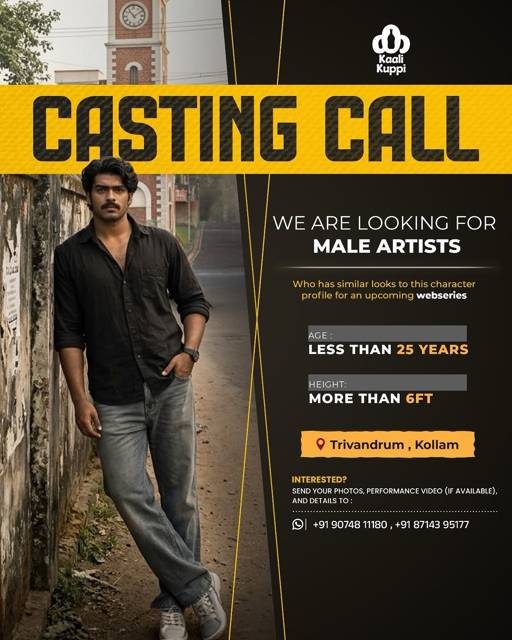 Kaali
Kuppi
CASTING CALL
WE ARE LOOKING FOR
MALE ARTISTS
Who has similar looks to this character
profile for an upcoming webseries
AGE :
LESS THAN 25 YEARS
HEIGHT:
MORE THAN 6FT
Trivandrum , Kollam
INTERESTED?
SEND YOUR PHOTOS, PERFORMANCE VIDEO (IF AVAILABLE),
AND DETAILS TO :
+91 90748 11180 , +91 87143 95177